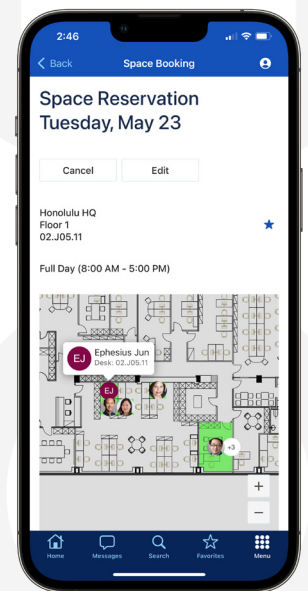 2:46
Back Space Booking
Space Reservation
Tuesday, May 23
Cancel Edit
Honolulu HQ
Floor 1
02.J05.11
Full Day (8:00 AM - 5:00 PM)
EJ Ephesius Jun
Desk: 02.J05.11
EJ
+3
+
−
Home Messages Search Favorites Menu